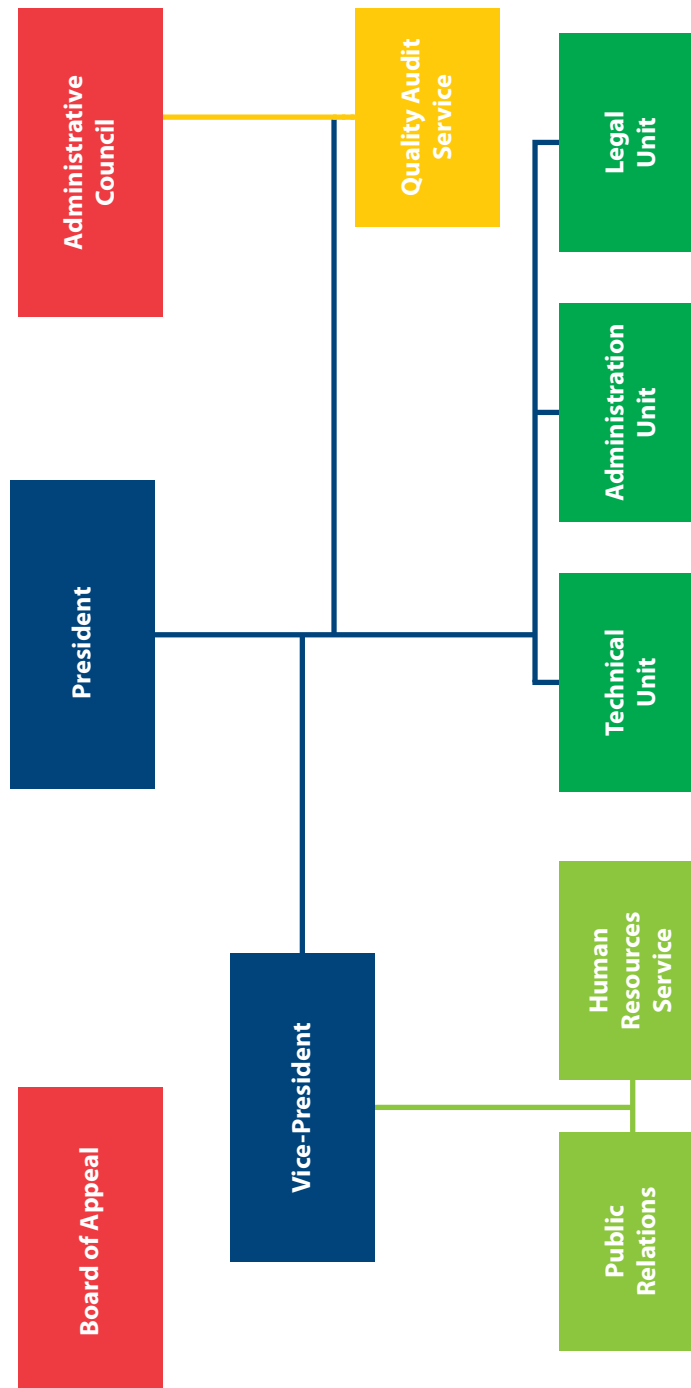 Board of Appeal
President
Administrative
Council
Vice-President
Quality Audit
Service
Public
Relations
Human
Resources
Service
Technical
Unit
Administration
Unit
Legal
Unit